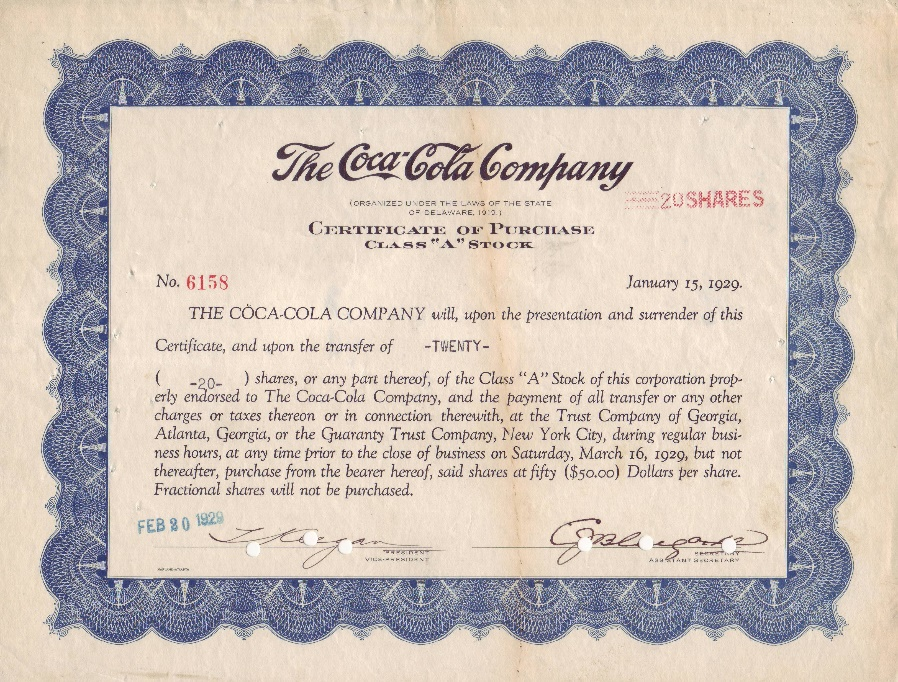 The Coca-Cola Company
(ORGANIZED UNDER THE LAWS OF THE STATE
OF DELAWARE, 1919.)
20 SHARES
CERTIFICATE OF PURCHASE
CLASS "A" STOCK
No. 6158
January 15, 1929.
THE COCA-COLA COMPANY will, upon the presentation and surrender of this
Certificate, and upon the transfer of -TWENTY-
( -20- ) shares, or any part thereof, of the Class "A" Stock of this corporation prop-
erly endorsed to The Coca-Cola Company, and the payment of all transfer or any other
charges or taxes thereon or in connection therewith, at the Trust Company of Georgia,
Atlanta, Georgia, or the Guaranty Trust Company, New York City, during regular busi-
ness hours, at any time prior to the close of business on Saturday, March 16, 1929, but not
thereafter, purchase from the bearer hereof, said shares at fifty ($50.00) Dollars per share.
Fractional shares will not be purchased.
FEB 20 1929
PRESIDENT
VICE-PRESIDENT
SECRETARY
ASSISTANT SECRETARY